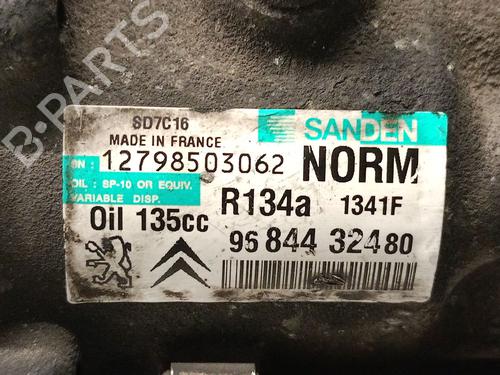 B-PARTS
SD7C16
MADE IN FRANCE
SANDEN
SN: 12798503062
NORM
OIL : SP-10 OR EQUIV.
VARIABLE DISP.
R134a 1341F
Oil 135cc
96 844 324 80